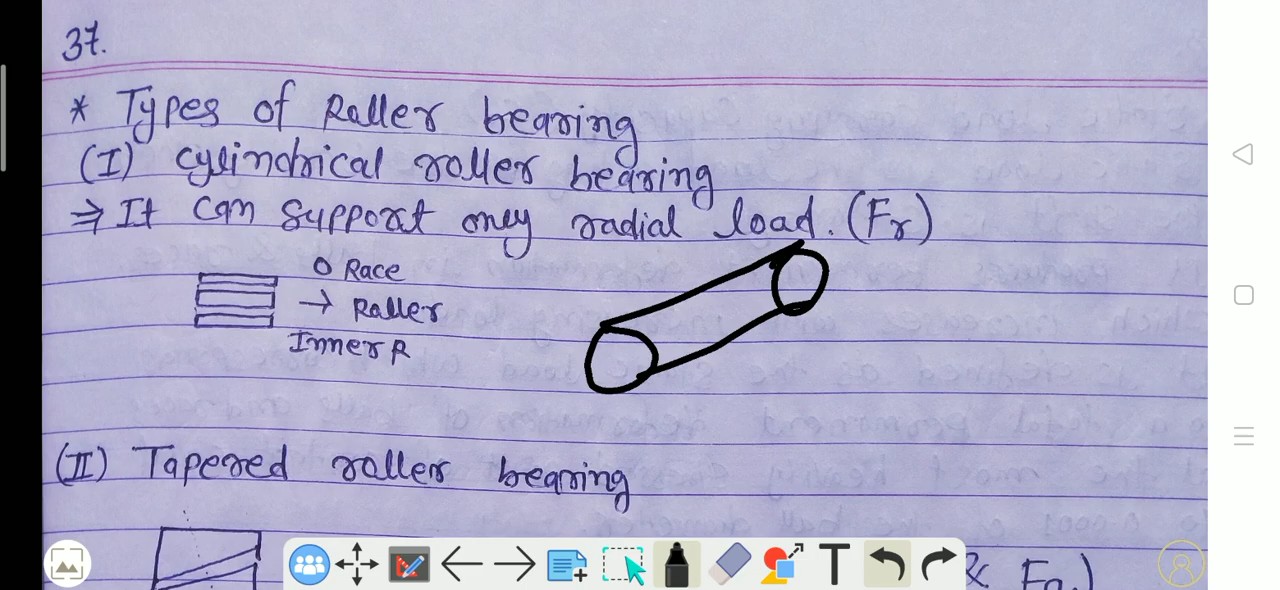 37.
* Types of Roller bearing
(I) cylindrical roller bearing
⇒ It can support only radial load. (Fr)
O Race
→ Roller
Inner R
(II) Tapered roller bearing
& Fa)
T